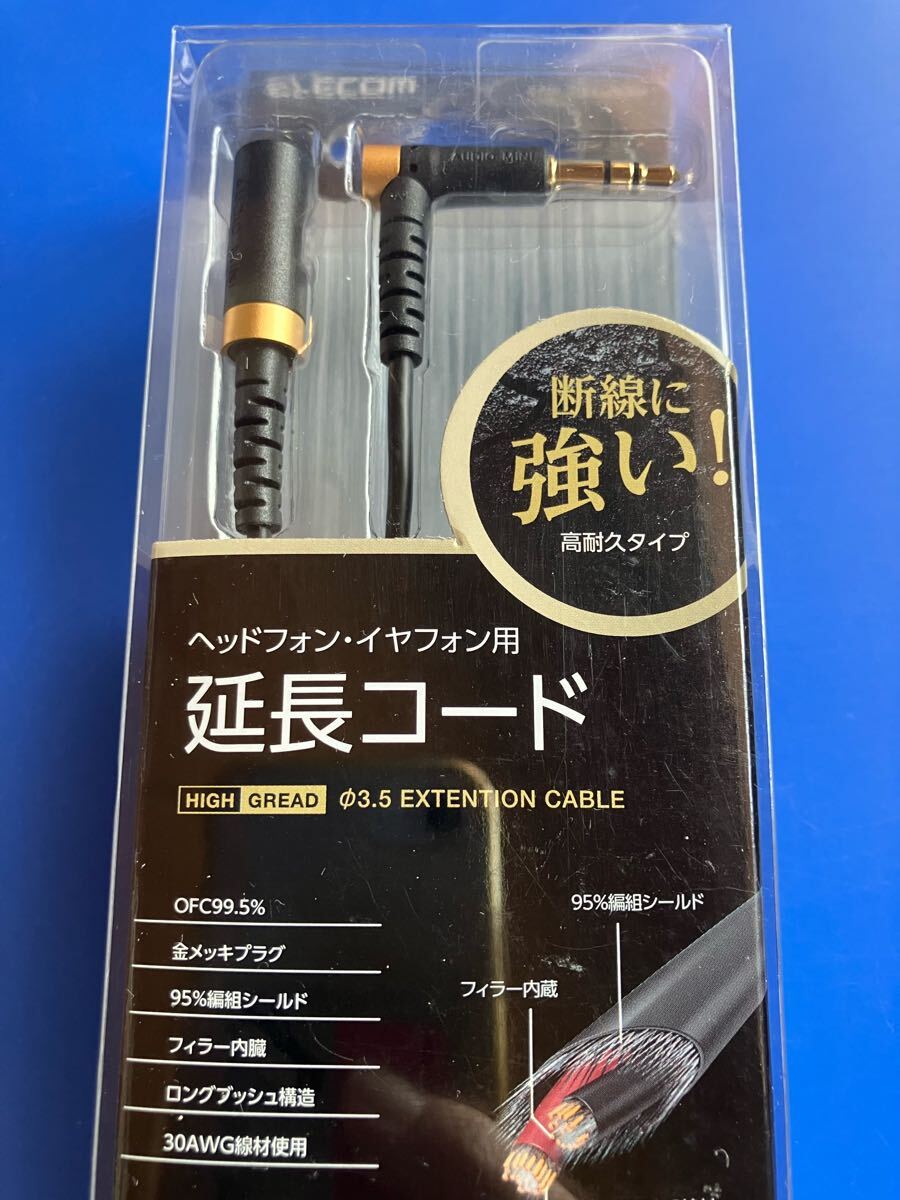 ELECOM
AUDIO MINI
断線に
強い!
高耐久タイプ
ヘッドフォン・イヤフォン用
延長コード
HIGH GREAD φ3.5 EXTENTION CABLE
OFC99.5%
金メッキプラグ
95%編組シールド
フィラー内臓
ロングブッシュ構造
30AWG線材使用
95%編組シールド
フィラー内蔵